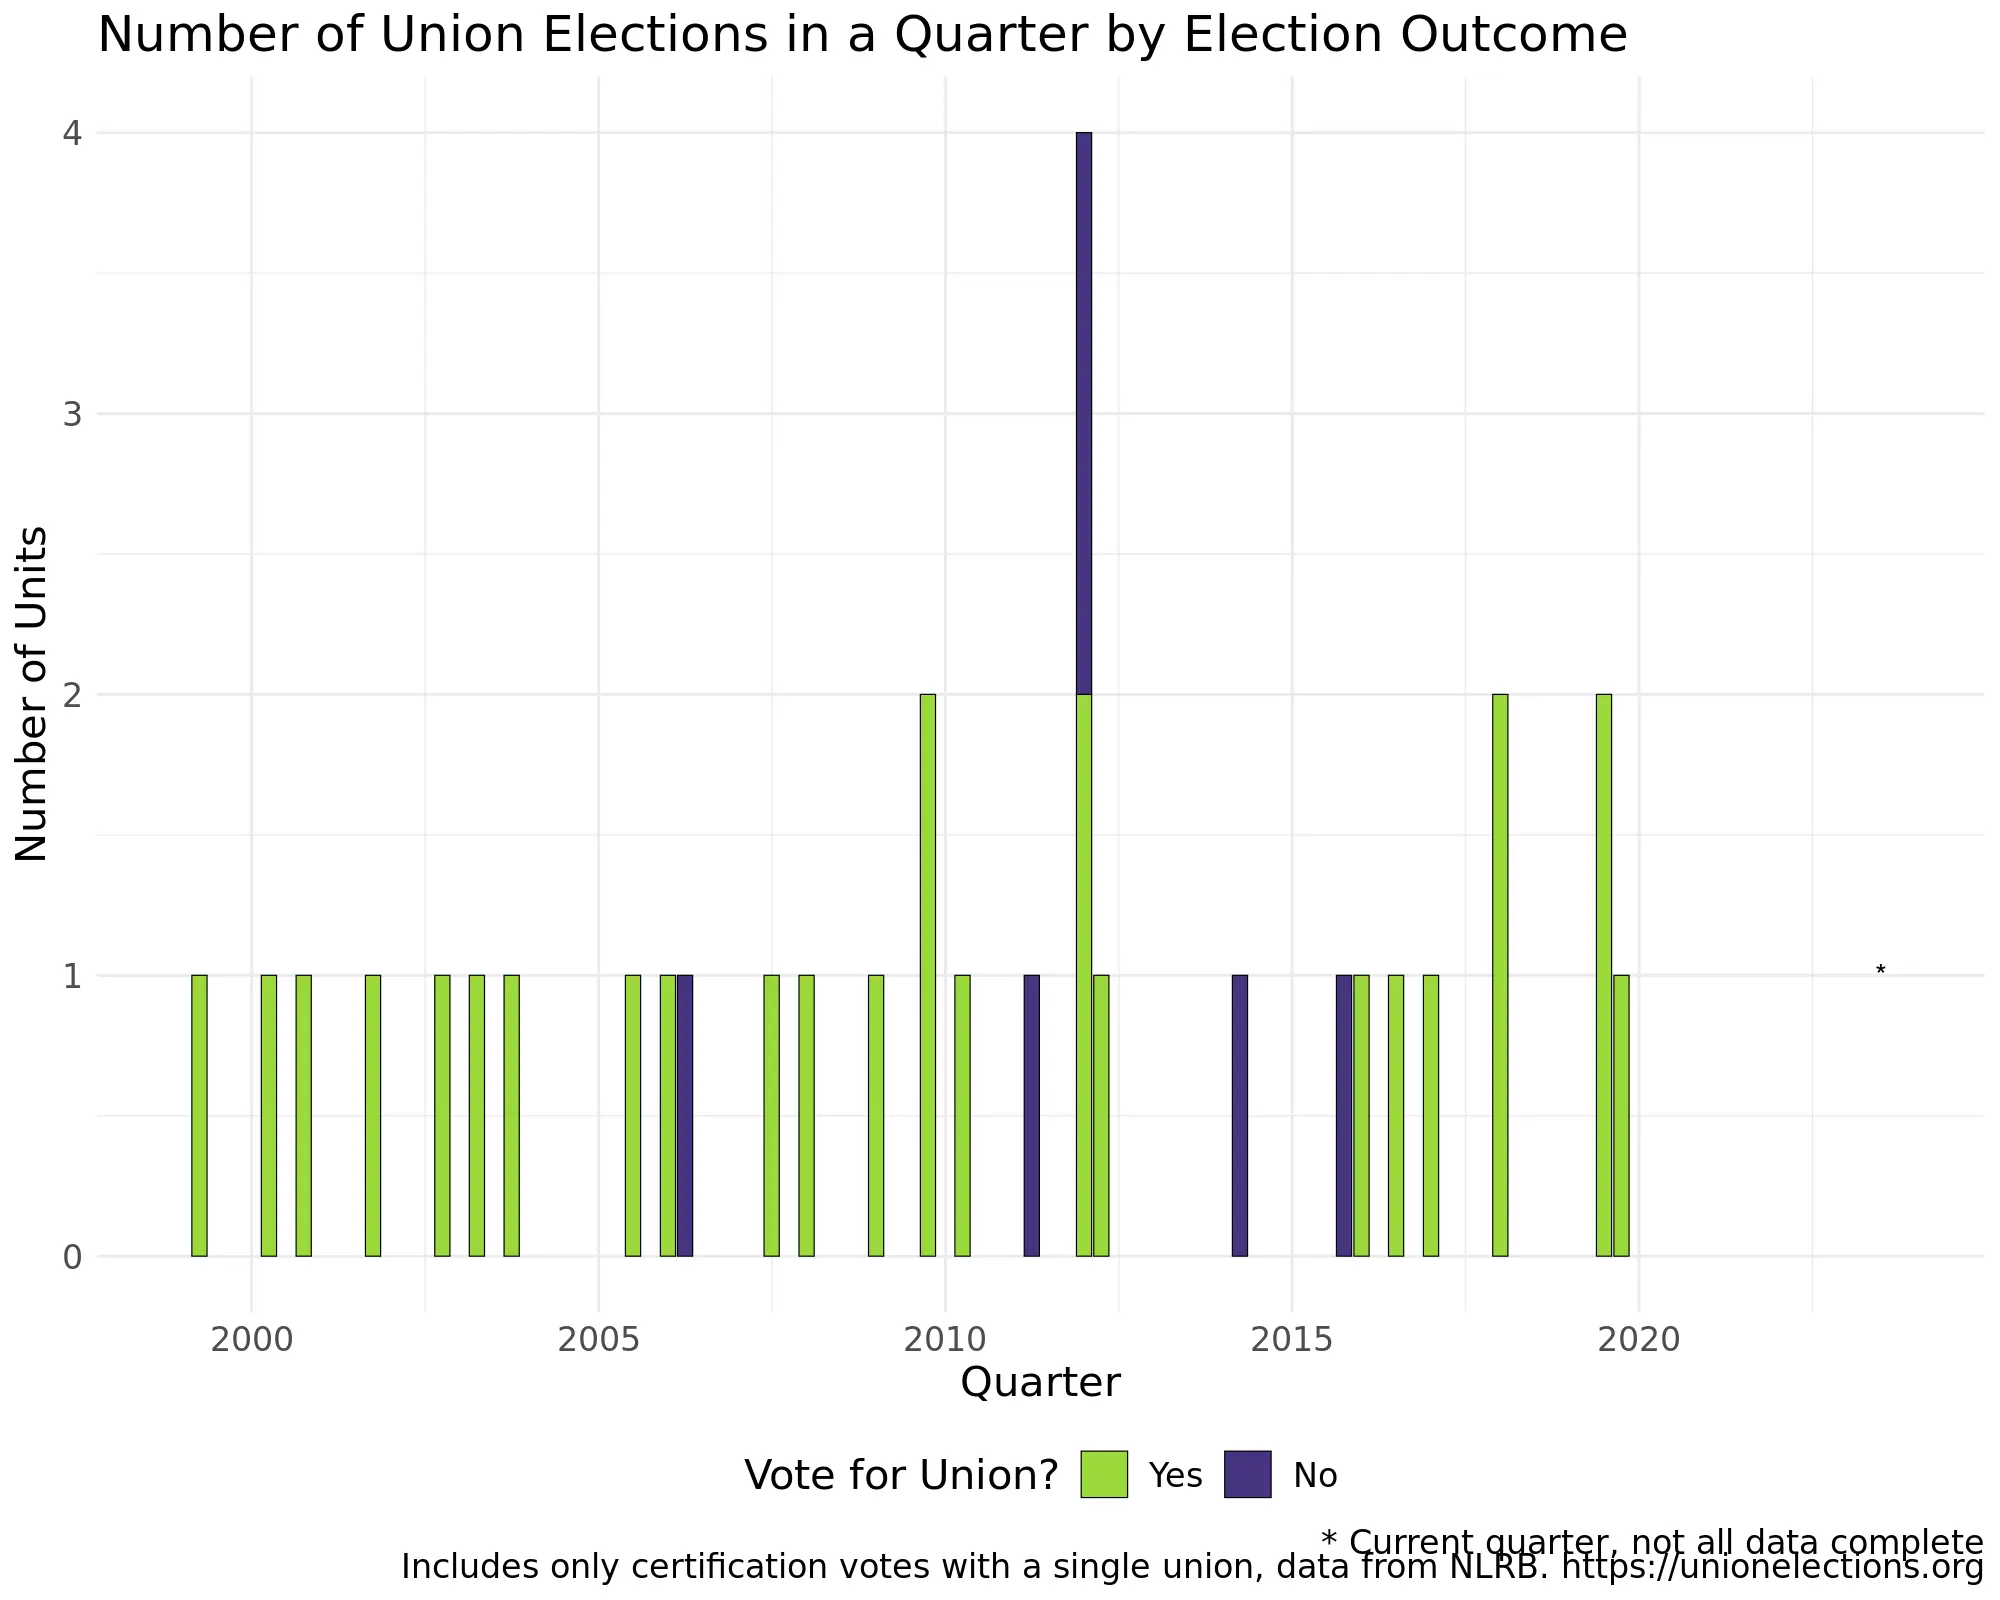 Number of Union Elections in a Quarter by Election Outcome
4
3
2
1
0
Number of Units
*
2000 2005 2010 2015 2020
Quarter
Vote for Union? Yes No
* Current quarter, not all data complete
Includes only certification votes with a single union, data from NLRB. https://unionelections.org